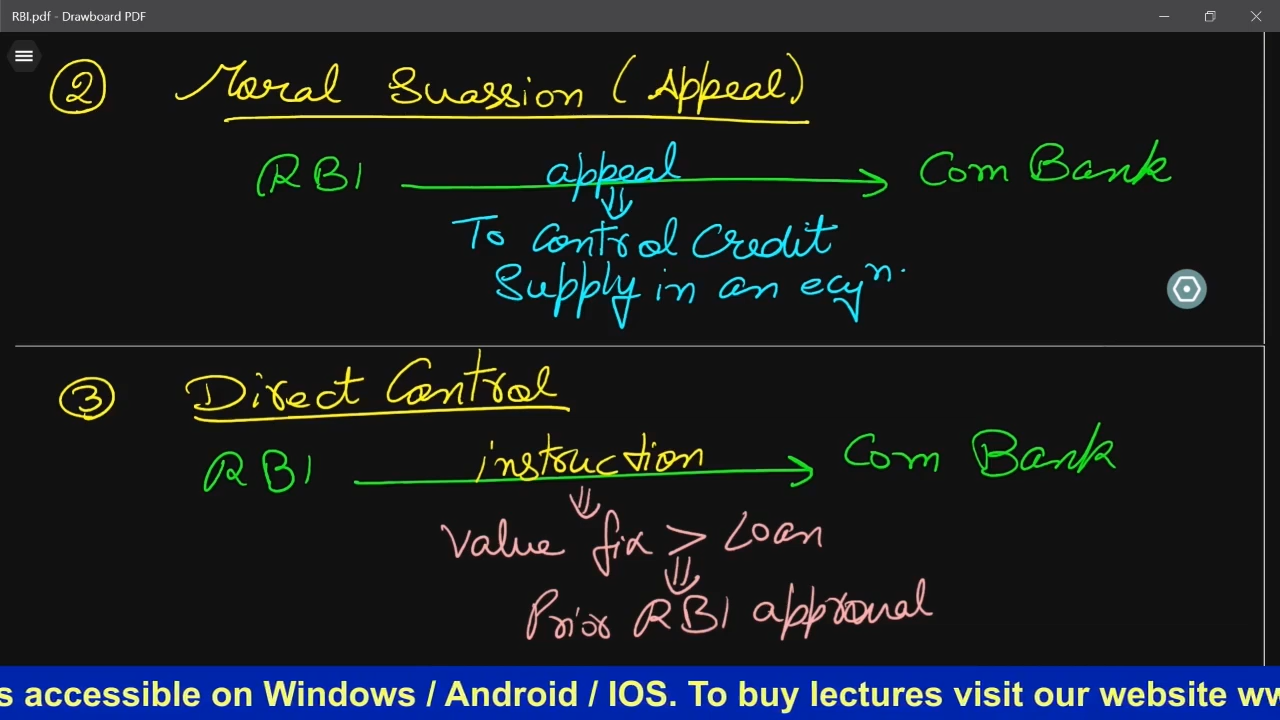 RBI.pdf - Drawboard PDF
② Moral Suassion (Appeal)
RBI appeal Com Bank
To Control Credit
Supply in an ecyⁿ.
③ Direct Control
RBI instruction Com Bank
Value fix > Loan
Prior RBI approval
s accessible on Windows / Android / IOS. To buy lectures visit our website ww